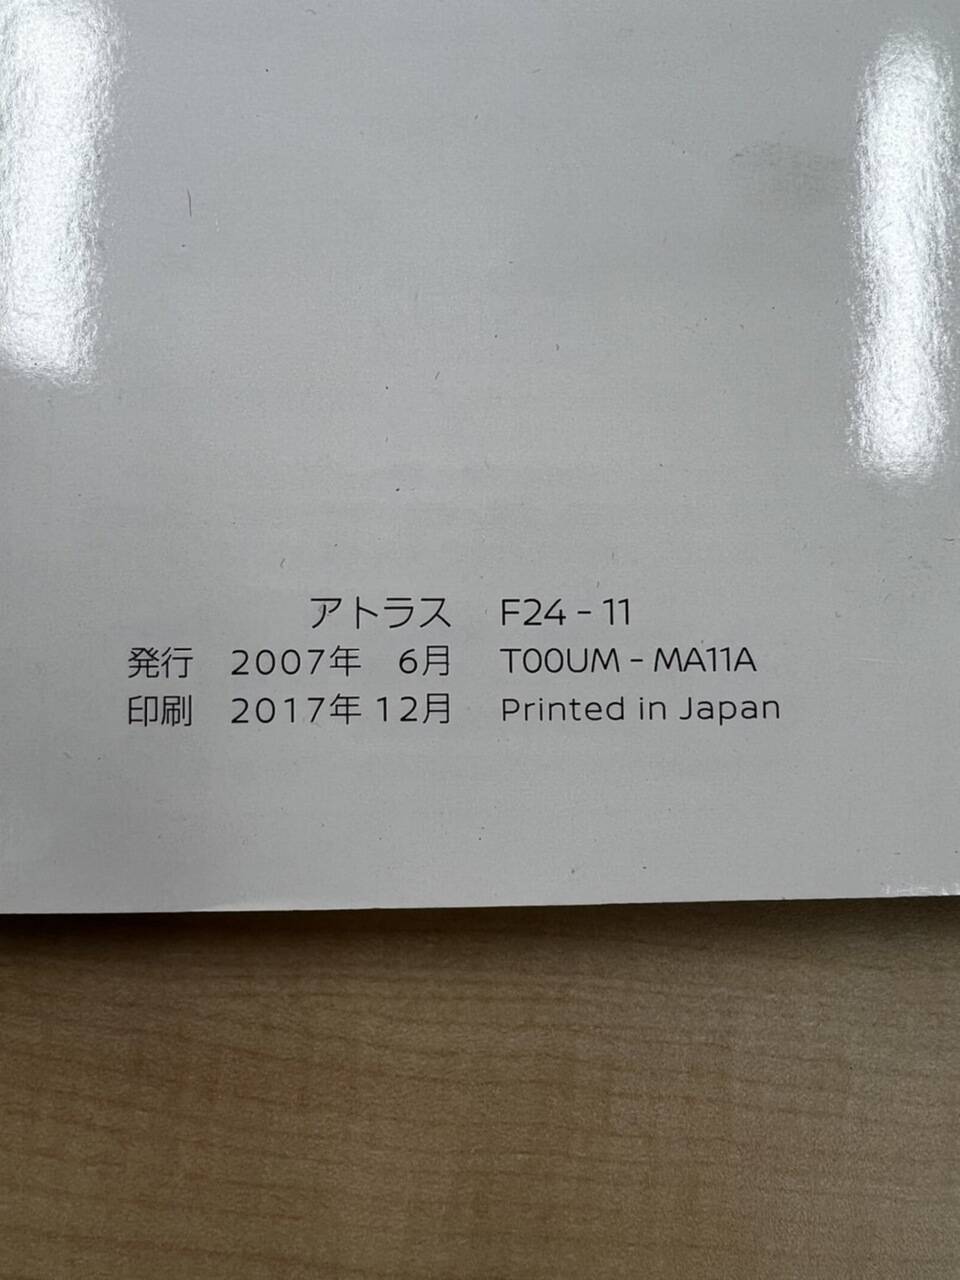 アトラス F24-11
発行 2007年 6月 T00UM-MA11A
印刷 2017年12月 Printed in Japan